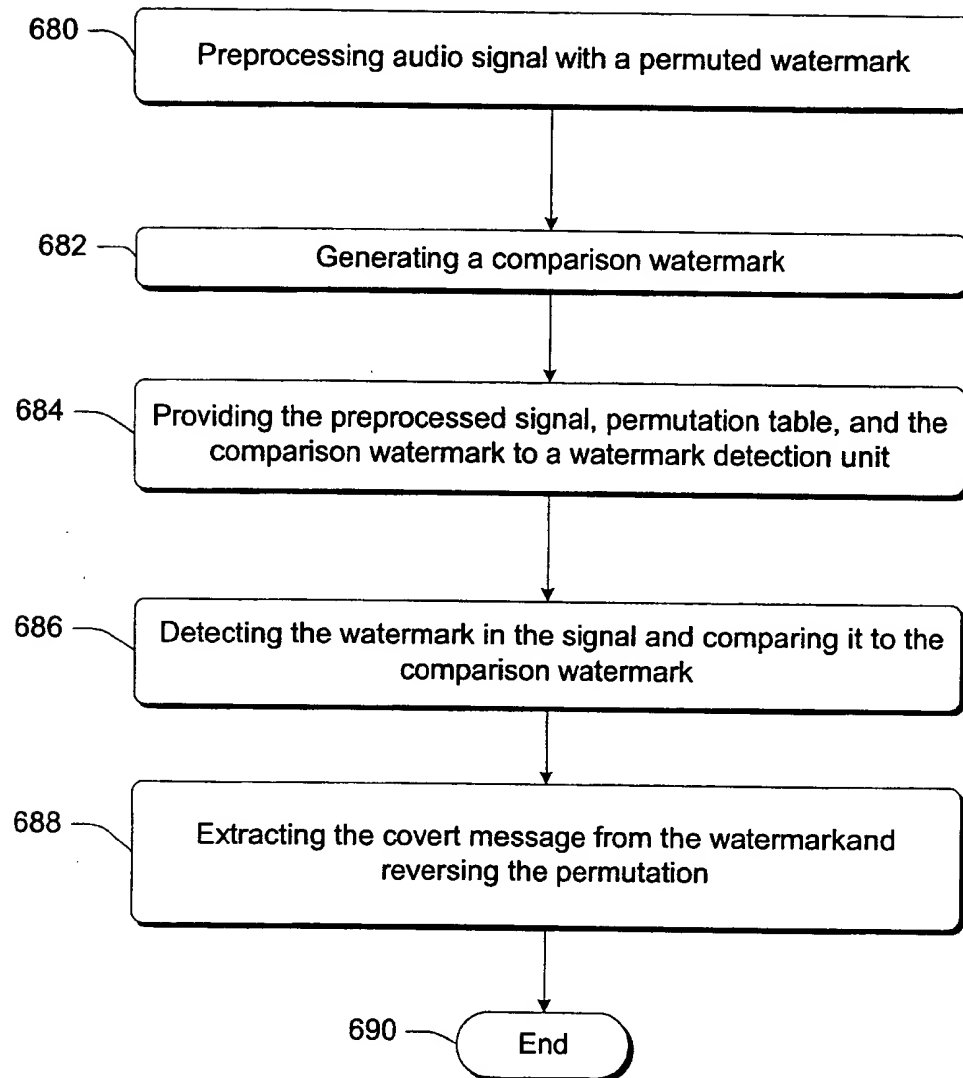 680
Preprocessing audio signal with a permuted watermark
682
Generating a comparison watermark
684
Providing the preprocessed signal, permutation table, and the
comparison watermark to a watermark detection unit
686
Detecting the watermark in the signal and comparing it to the
comparison watermark
688
Extracting the covert message from the watermarkand
reversing the permutation
690
End